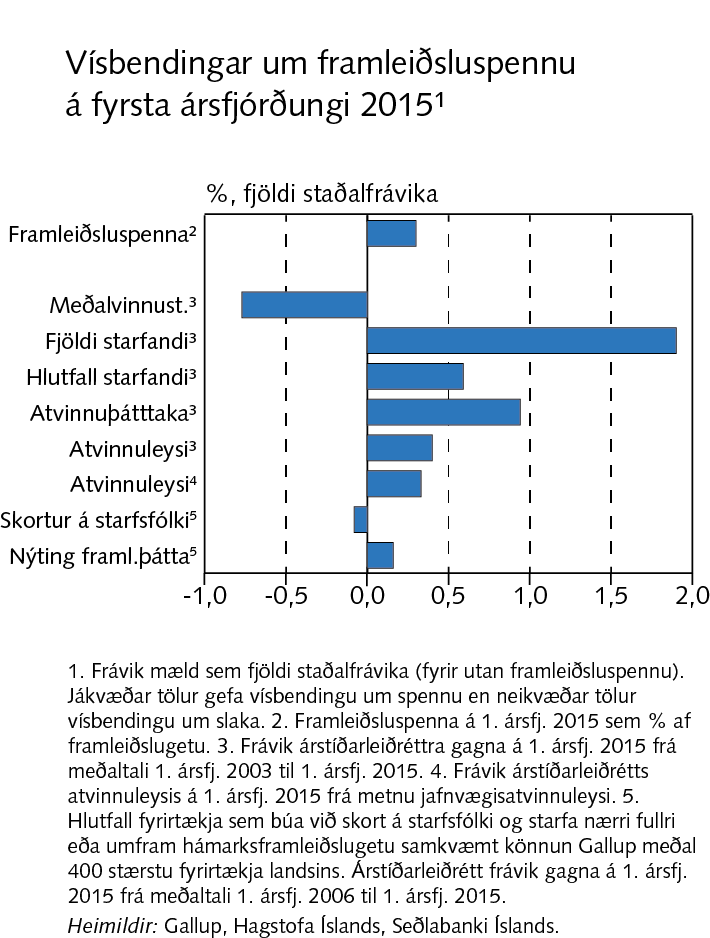 Vísbendingar um framleiðsluspennu
á fyrsta ársfjórðungi 2015¹
%, fjöldi staðalfrávika
Framleiðsluspenna²
Meðalvinnust.³
Fjöldi starfandi³
Hlutfall starfandi³
Atvinnuþátttaka³
Atvinnuleysi³
Atvinnuleysi⁴
Skortur á starfsfólki⁵
Nýting framl.þátta⁵
-1,0 -0,5 0,0 0,5 1,0 1,5 2,0
1. Frávik mæld sem fjöldi staðalfrávika (fyrir utan framleiðsluspennu).
Jákvæðar tölur gefa vísbendingu um spennu en neikvæðar tölur
vísbendingu um slaka. 2. Framleiðsluspenna á 1. ársfj. 2015 sem % af
framleiðslugetu. 3. Frávik árstíðarleiðréttra gagna á 1. ársfj. 2015 frá
meðaltali 1. ársfj. 2003 til 1. ársfj. 2015. 4. Frávik árstíðarleiðrétts
atvinnuleysis á 1. ársfj. 2015 frá metnu jafnvægisatvinnuleysi. 5.
Hlutfall fyrirtækja sem búa við skort á starfsfólki og starfa nærri fullri
eða umfram hámarksframleiðslugetu samkvæmt könnun Gallup meðal
400 stærstu fyrirtækja landsins. Árstíðarleiðrétt frávik gagna á 1. ársfj.
2015 frá meðaltali 1. ársfj. 2006 til 1. ársfj. 2015.
Heimildir: Gallup, Hagstofa Íslands, Seðlabanki Íslands.